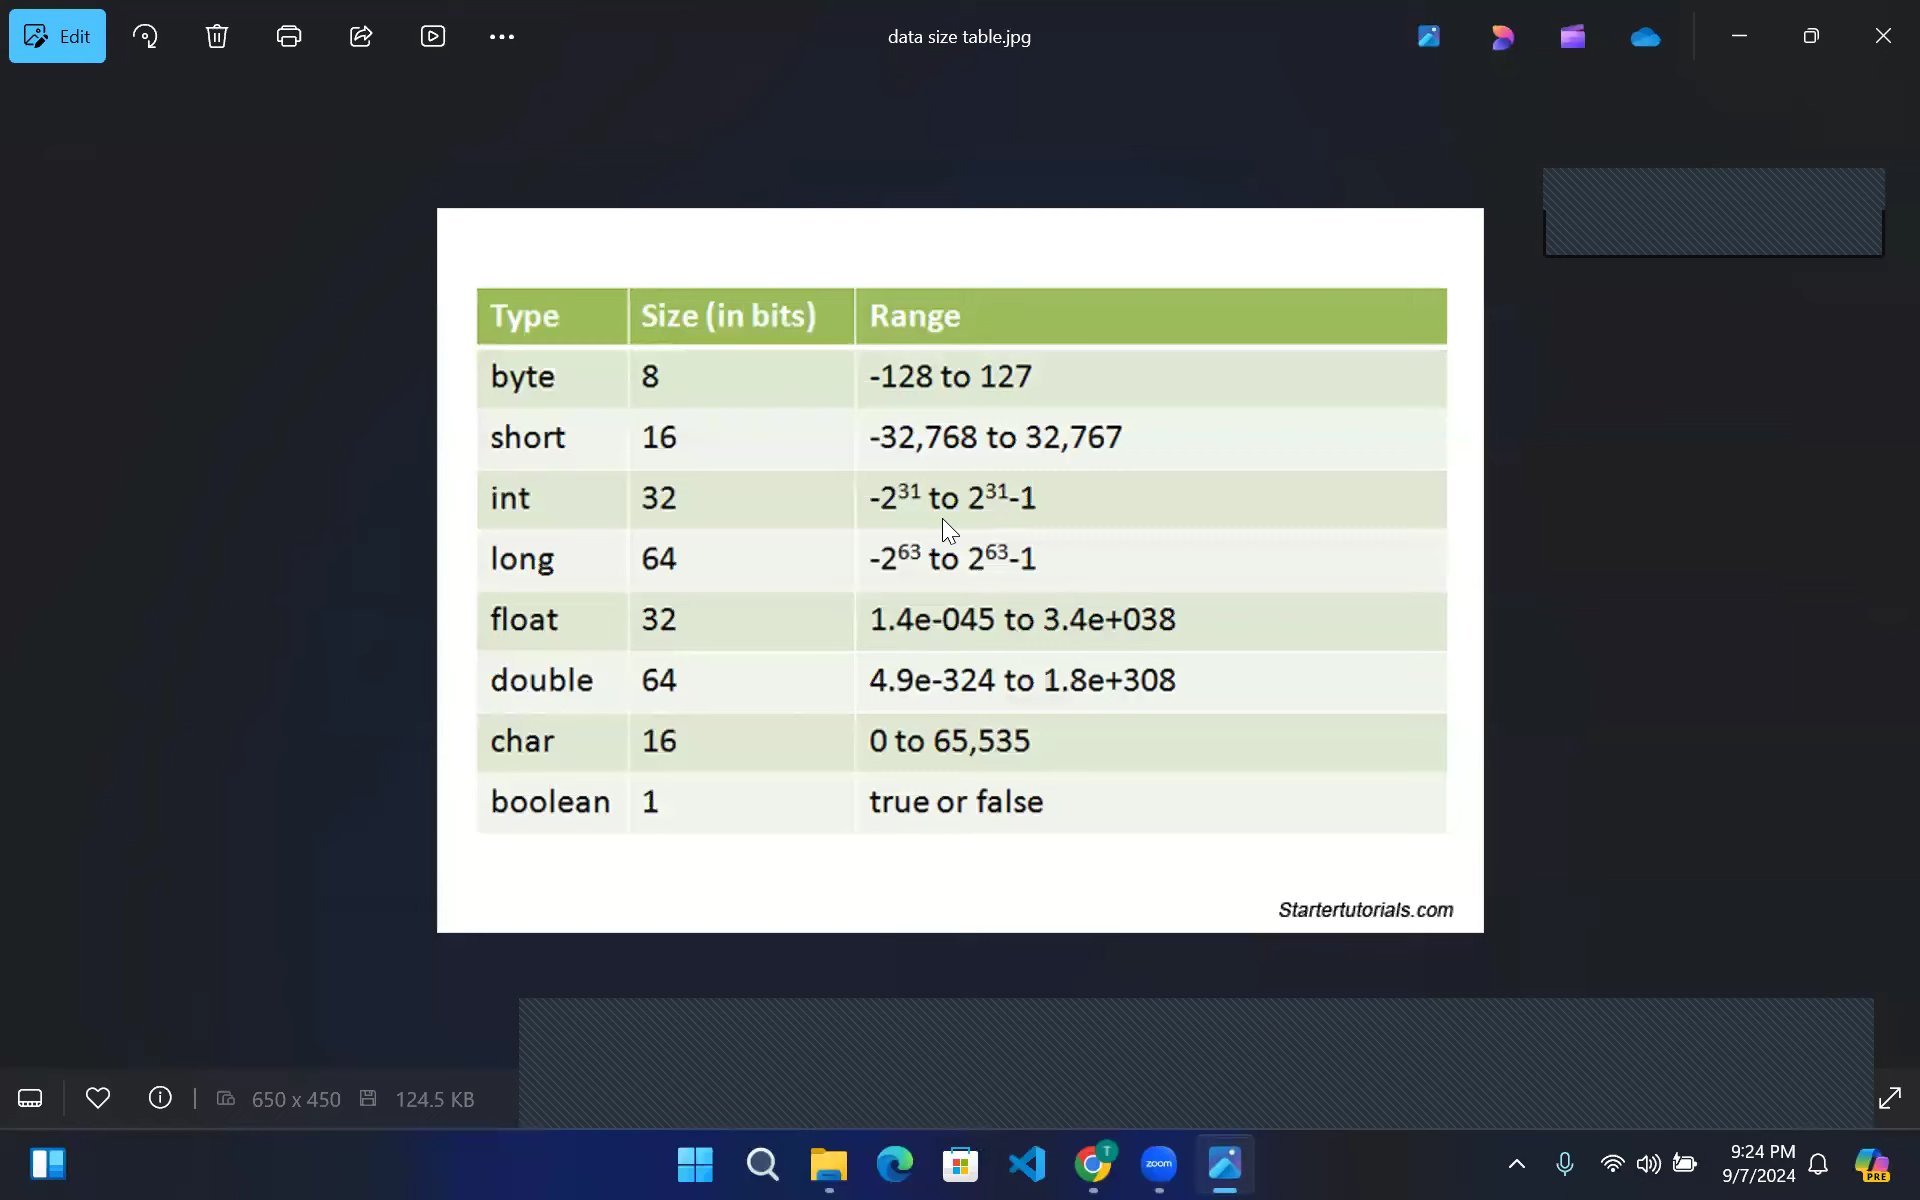 Edit
data size table.jpg
Type Size (in bits) Range
byte 8 -128 to 127
short 16 -32,768 to 32,767
int 32 -2³¹ to 2³¹-1
long 64 -2⁶³ to 2⁶³-1
float 32 1.4e-045 to 3.4e+038
double 64 4.9e-324 to 1.8e+308
char 16 0 to 65,535
boolean 1 true or false
Startertutorials.com
650 x 450 124.5 KB
T
zoom
9:24 PM
9/7/2024
PRE